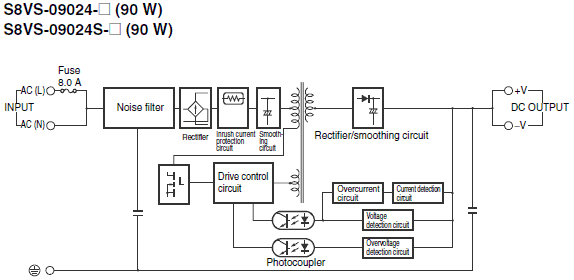 S8VS-09024-□ (90 W)
S8VS-09024S-□ (90 W)
Fuse
8.0 A
AC (L)
INPUT
AC (N)
Noise filter
Rectifier
Inrush current
protection
circuit
Smooth-
ing
circuit
Rectifier/smoothing circuit
+V
DC OUTPUT
–V
L
Drive control
circuit
Overcurrent
circuit
Current detection
circuit
Voltage
detection circuit
Overvoltage
detection circuit
Photocoupler